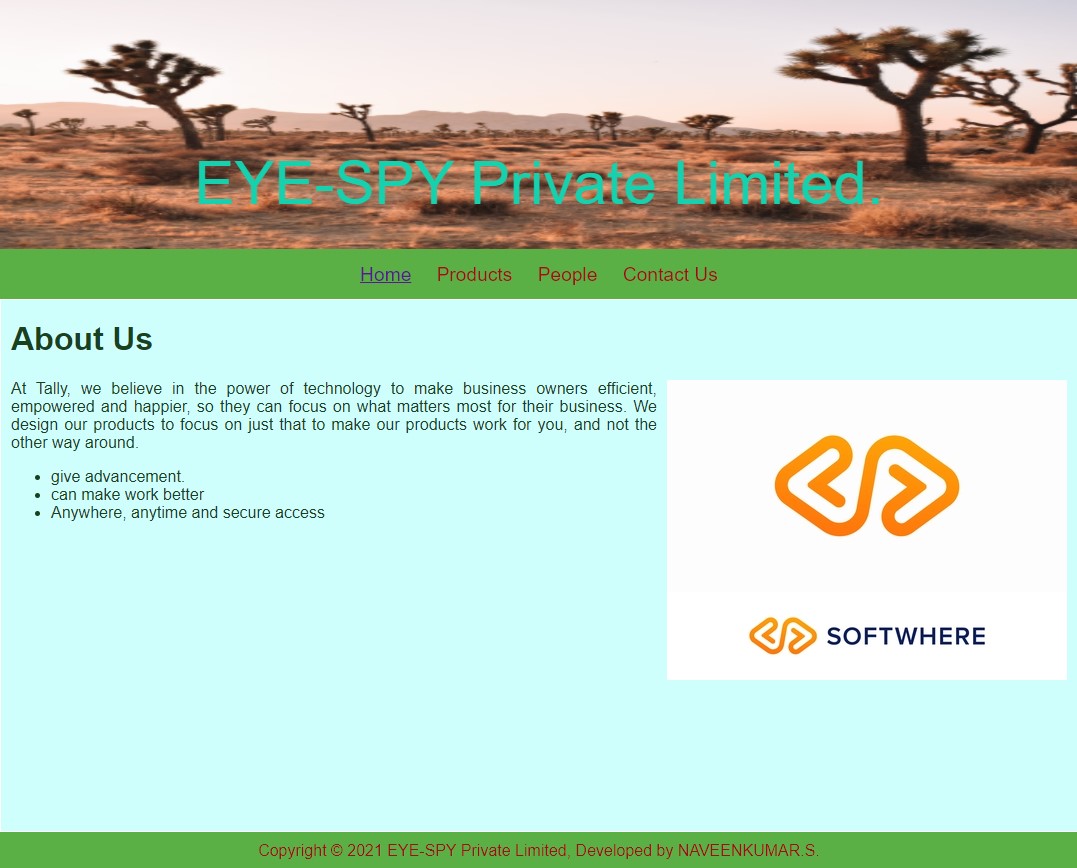 EYE-SPY Private Limited.
Home Products People Contact Us
About Us
At Tally, we believe in the power of technology to make business owners efficient,
empowered and happier, so they can focus on what matters most for their business. We
design our products to focus on just that to make our products work for you, and not the
other way around.
• give advancement.
• can make work better
• Anywhere, anytime and secure access
SOFTWHERE
Copyright © 2021 EYE-SPY Private Limited, Developed by NAVEENKUMAR.S.